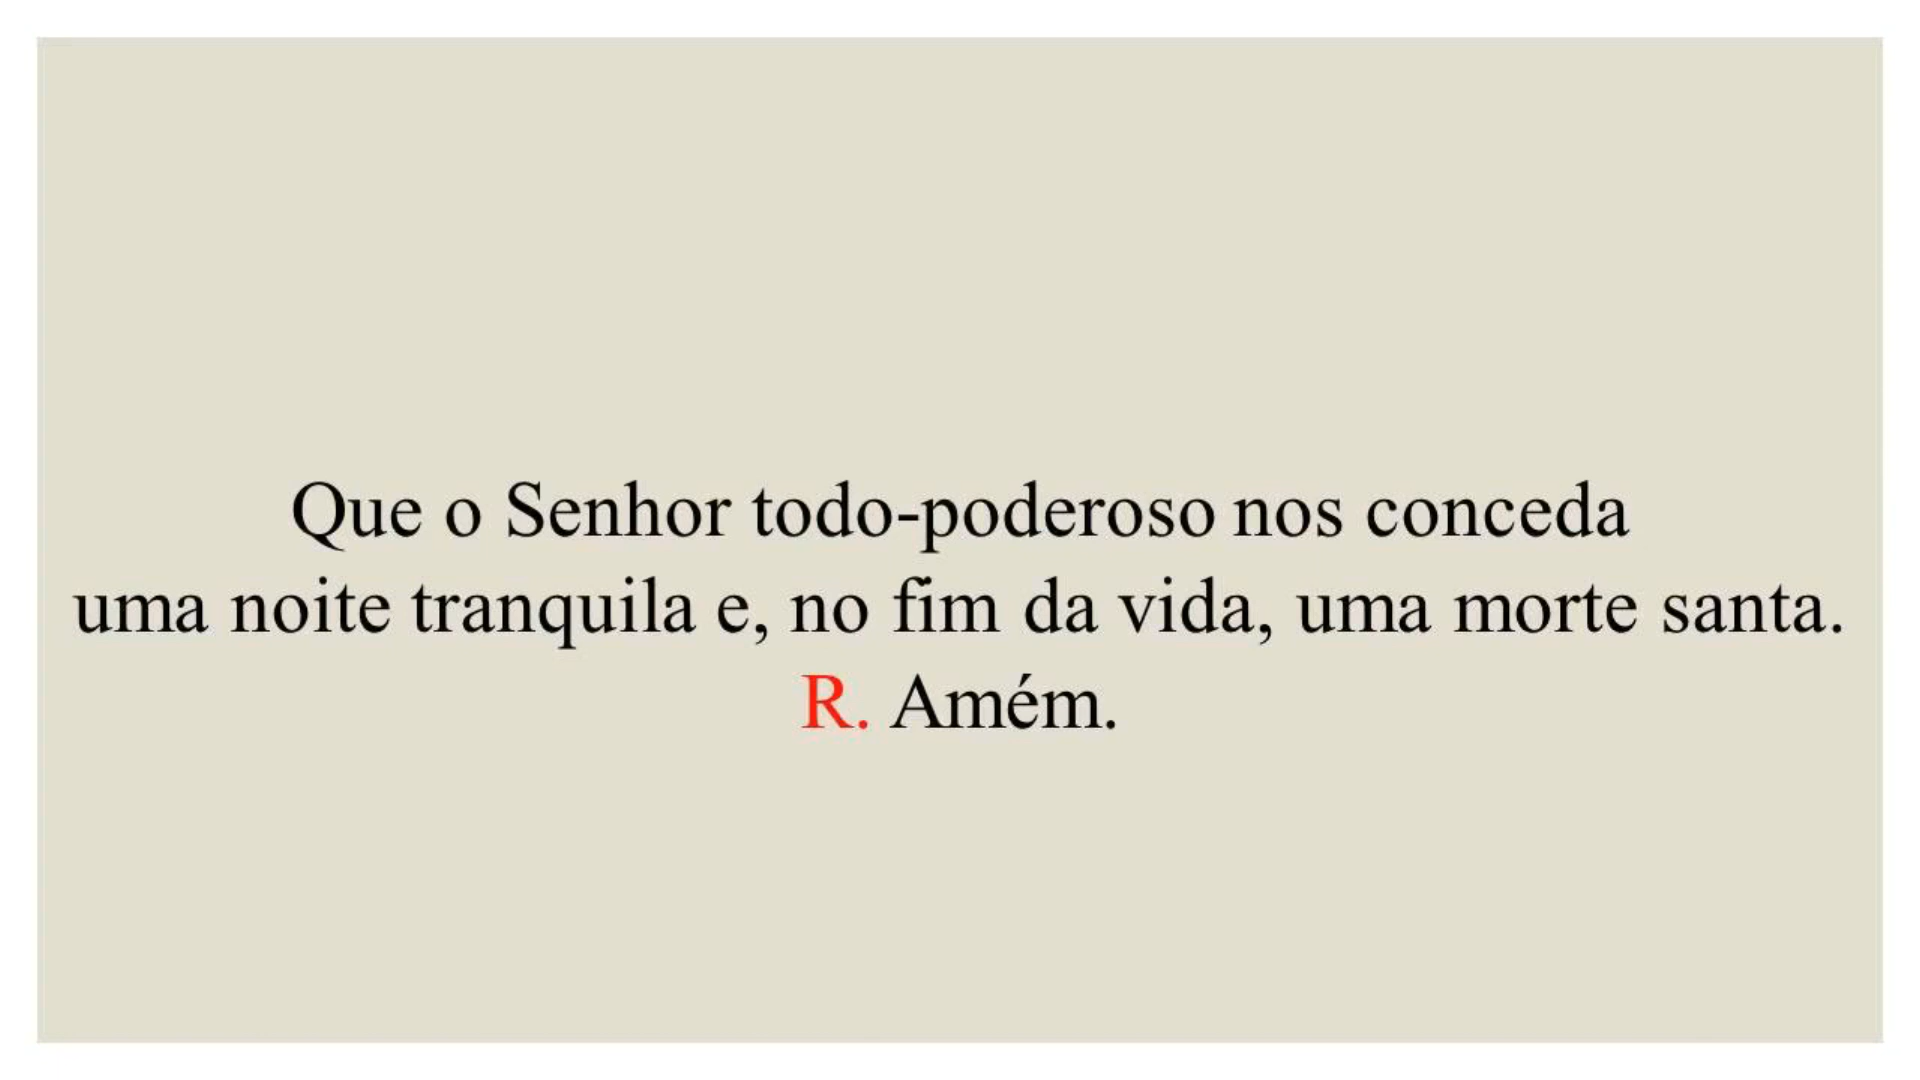 Que o Senhor todo-poderoso nos conceda
uma noite tranquila e, no fim da vida, uma morte santa.
R. Amém.